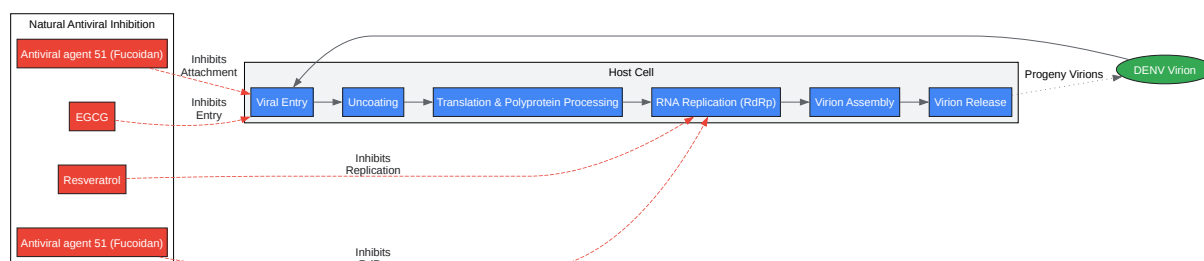 Natural Antiviral Inhibition
Antiviral agent 51 (Fucoidan)
Inhibits
Attachment
Host Cell
DENV Virion
Progeny Virions
Viral Entry
Uncoating
Translation & Polyprotein Processing
RNA Replication (RdRp)
Virion Assembly
Virion Release
EGCG
Inhibits
Entry
Resveratrol
Inhibits
Replication
Antiviral agent 51 (Fucoidan)
Inhibits